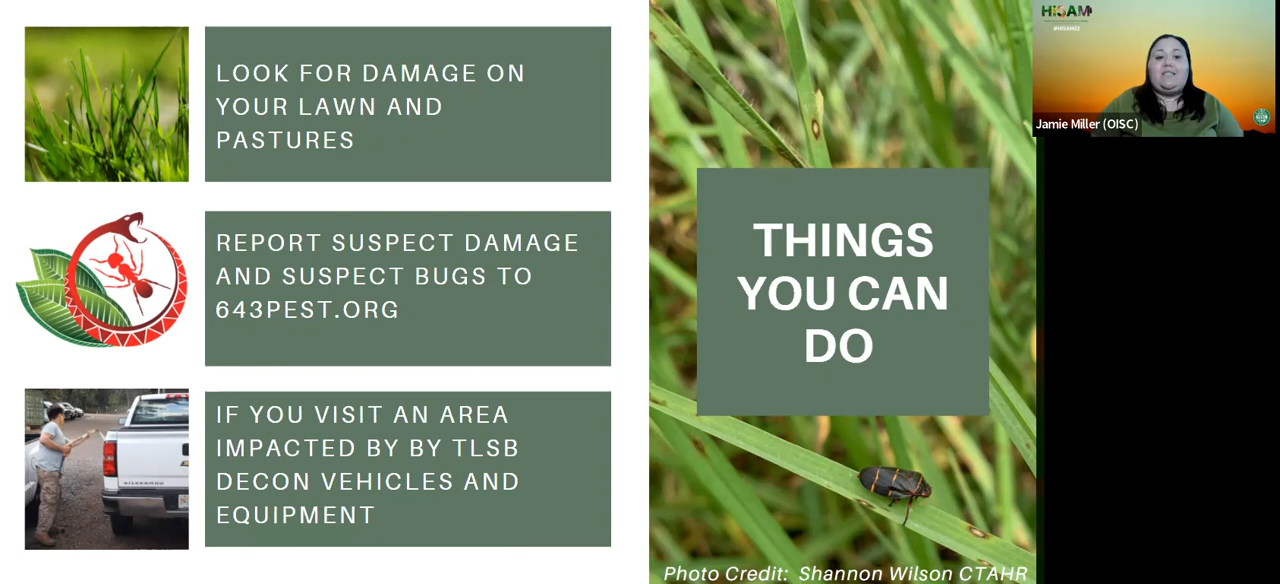 LOOK FOR DAMAGE ON
YOUR LAWN AND
PASTURES
REPORT SUSPECT DAMAGE
AND SUSPECT BUGS TO
643PEST.ORG
IF YOU VISIT AN AREA
IMPACTED BY BY TLSB
DECON VEHICLES AND
EQUIPMENT
THINGS
YOU CAN
DO
Photo Credit: Shannon Wilson CTAHR
HISAM
#HISAM22
Jamie Miller (OISC)
SILVERADO